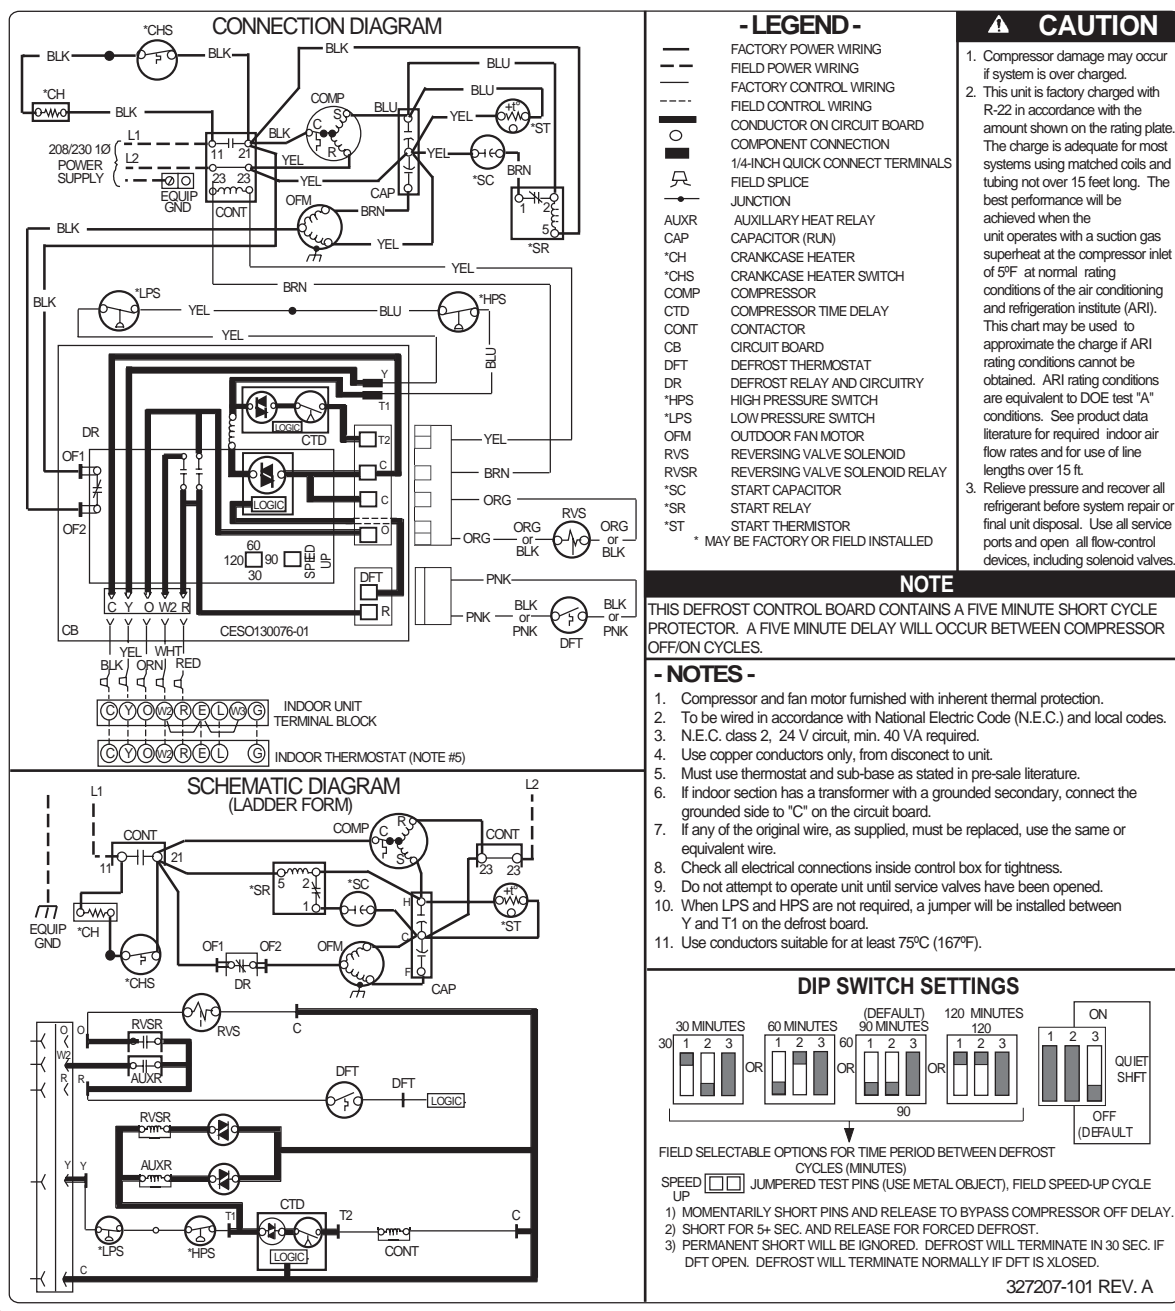 CONNECTION DIAGRAM
*CHS
BLK
BLK
BLK
BLU
*CH
BLK
COMP
BLU
BLU
S
C
R
YEL
+t°
*ST
L1
208/230 1Ø
POWER
SUPPLY
L2
11
21
BLK
YEL
YEL
*SC
23
23
YEL
BRN
EQUIP
GND
CONT
OFM
CAP
BRN
1
2
5
*SR
BLK
YEL
YEL
BRN
BLK
*LPS
YEL
BLU
*HPS
YEL
BLU
Y
T1
LOGIC
CTD
DR
T2
YEL
OF1
C
BRN
LOGIC
C
ORG
RVS
OF2
O
ORG
ORG
or
BLK
ORG
or
BLK
60
120
90
30
SPEED
UP
DFT
PNK
R
PNK
BLK
or
PNK
DFT
BLK
or
PNK
C Y O W2 R
CB
CESO130076-01
BLK
YEL
ORN
WHT
RED
C Y O W2 R E L W3 G
INDOOR UNIT
TERMINAL BLOCK
C Y O W2 R E L G
INDOOR THERMOSTAT (NOTE #5)
SCHEMATIC DIAGRAM
(LADDER FORM)
L1
L2
CONT
11
21
COMP
R
C
S
CONT
23
23
*SR
5
2
1
*SC
H
C
F
+t°
*ST
EQUIP
GND
*CH
*CHS
OF1
OF2
DR
OFM
CAP
RVS
C
O
O
RVSR
W2
AUXR
R
R
DFT
DFT
LOGIC
RVSR
AUXR
Y
Y
CTD
T1
T2
C
*LPS
*HPS
LOGIC
CONT
C
- LEGEND -
FACTORY POWER WIRING
FIELD POWER WIRING
FACTORY CONTROL WIRING
FIELD CONTROL WIRING
CONDUCTOR ON CIRCUIT BOARD
COMPONENT CONNECTION
1/4-INCH QUICK CONNECT TERMINALS
FIELD SPLICE
JUNCTION
AUXR AUXILLARY HEAT RELAY
CAP CAPACITOR (RUN)
*CH CRANKCASE HEATER
*CHS CRANKCASE HEATER SWITCH
COMP COMPRESSOR
CTD COMPRESSOR TIME DELAY
CONT CONTACTOR
CB CIRCUIT BOARD
DFT DEFROST THERMOSTAT
DR DEFROST RELAY AND CIRCUITRY
*HPS HIGH PRESSURE SWITCH
*LPS LOW PRESSURE SWITCH
OFM OUTDOOR FAN MOTOR
RVS REVERSING VALVE SOLENOID
RVSR REVERSING VALVE SOLENOID RELAY
*SC START CAPACITOR
*SR START RELAY
*ST START THERMISTOR
* MAY BE FACTORY OR FIELD INSTALLED
CAUTION
1. Compressor damage may occur
if system is over charged.
2. This unit is factory charged with
R-22 in accordance with the
amount shown on the rating plate.
The charge is adequate for most
systems using matched coils and
tubing not over 15 feet long. The
best performance will be
achieved when the
unit operates with a suction gas
superheat at the compressor inlet
of 5ºF at normal rating
conditions of the air conditioning
and refrigeration institute (ARI).
This chart may be used to
approximate the charge if ARI
rating conditions cannot be
obtained. ARI rating conditions
are equivalent to DOE test "A"
conditions. See product data
literature for required indoor air
flow rates and for use of line
lengths over 15 ft.
3. Relieve pressure and recover all
refrigerant before system repair or
final unit disposal. Use all service
ports and open all flow-control
devices, including solenoid valves.
NOTE
THIS DEFROST CONTROL BOARD CONTAINS A FIVE MINUTE SHORT CYCLE
PROTECTOR. A FIVE MINUTE DELAY WILL OCCUR BETWEEN COMPRESSOR
OFF/ON CYCLES.
- NOTES -
1. Compressor and fan motor furnished with inherent thermal protection.
2. To be wired in accordance with National Electric Code (N.E.C.) and local codes.
3. N.E.C. class 2, 24 V circuit, min. 40 VA required.
4. Use copper conductors only, from disconect to unit.
5. Must use thermostat and sub-base as stated in pre-sale literature.
6. If indoor section has a transformer with a grounded secondary, connect the
grounded side to "C" on the circuit board.
7. If any of the original wire, as supplied, must be replaced, use the same or
equivalent wire.
8. Check all electrical connections inside control box for tightness.
9. Do not attempt to operate unit until service valves have been opened.
10. When LPS and HPS are not required, a jumper will be installed between
Y and T1 on the defrost board.
11. Use conductors suitable for at least 75ºC (167ºF).
DIP SWITCH SETTINGS
30 MINUTES
60 MINUTES
(DEFAULT)
90 MINUTES
120 MINUTES
120
ON
30
1 2 3
OR
1 2 3
60
OR
1 2 3
OR
1 2 3
1 2 3
QUIET
SHIFT
90
OFF
(DEFAULT
FIELD SELECTABLE OPTIONS FOR TIME PERIOD BETWEEN DEFROST
CYCLES (MINUTES)
SPEED
UP
JUMPERED TEST PINS (USE METAL OBJECT), FIELD SPEED-UP CYCLE
1) MOMENTARILY SHORT PINS AND RELEASE TO BYPASS COMPRESSOR OFF DELAY.
2) SHORT FOR 5+ SEC. AND RELEASE FOR FORCED DEFROST.
3) PERMANENT SHORT WILL BE IGNORED. DEFROST WILL TERMINATE IN 30 SEC. IF
DFT OPEN. DEFROST WILL TERMINATE NORMALLY IF DFT IS XLOSED.
327207-101 REV. A